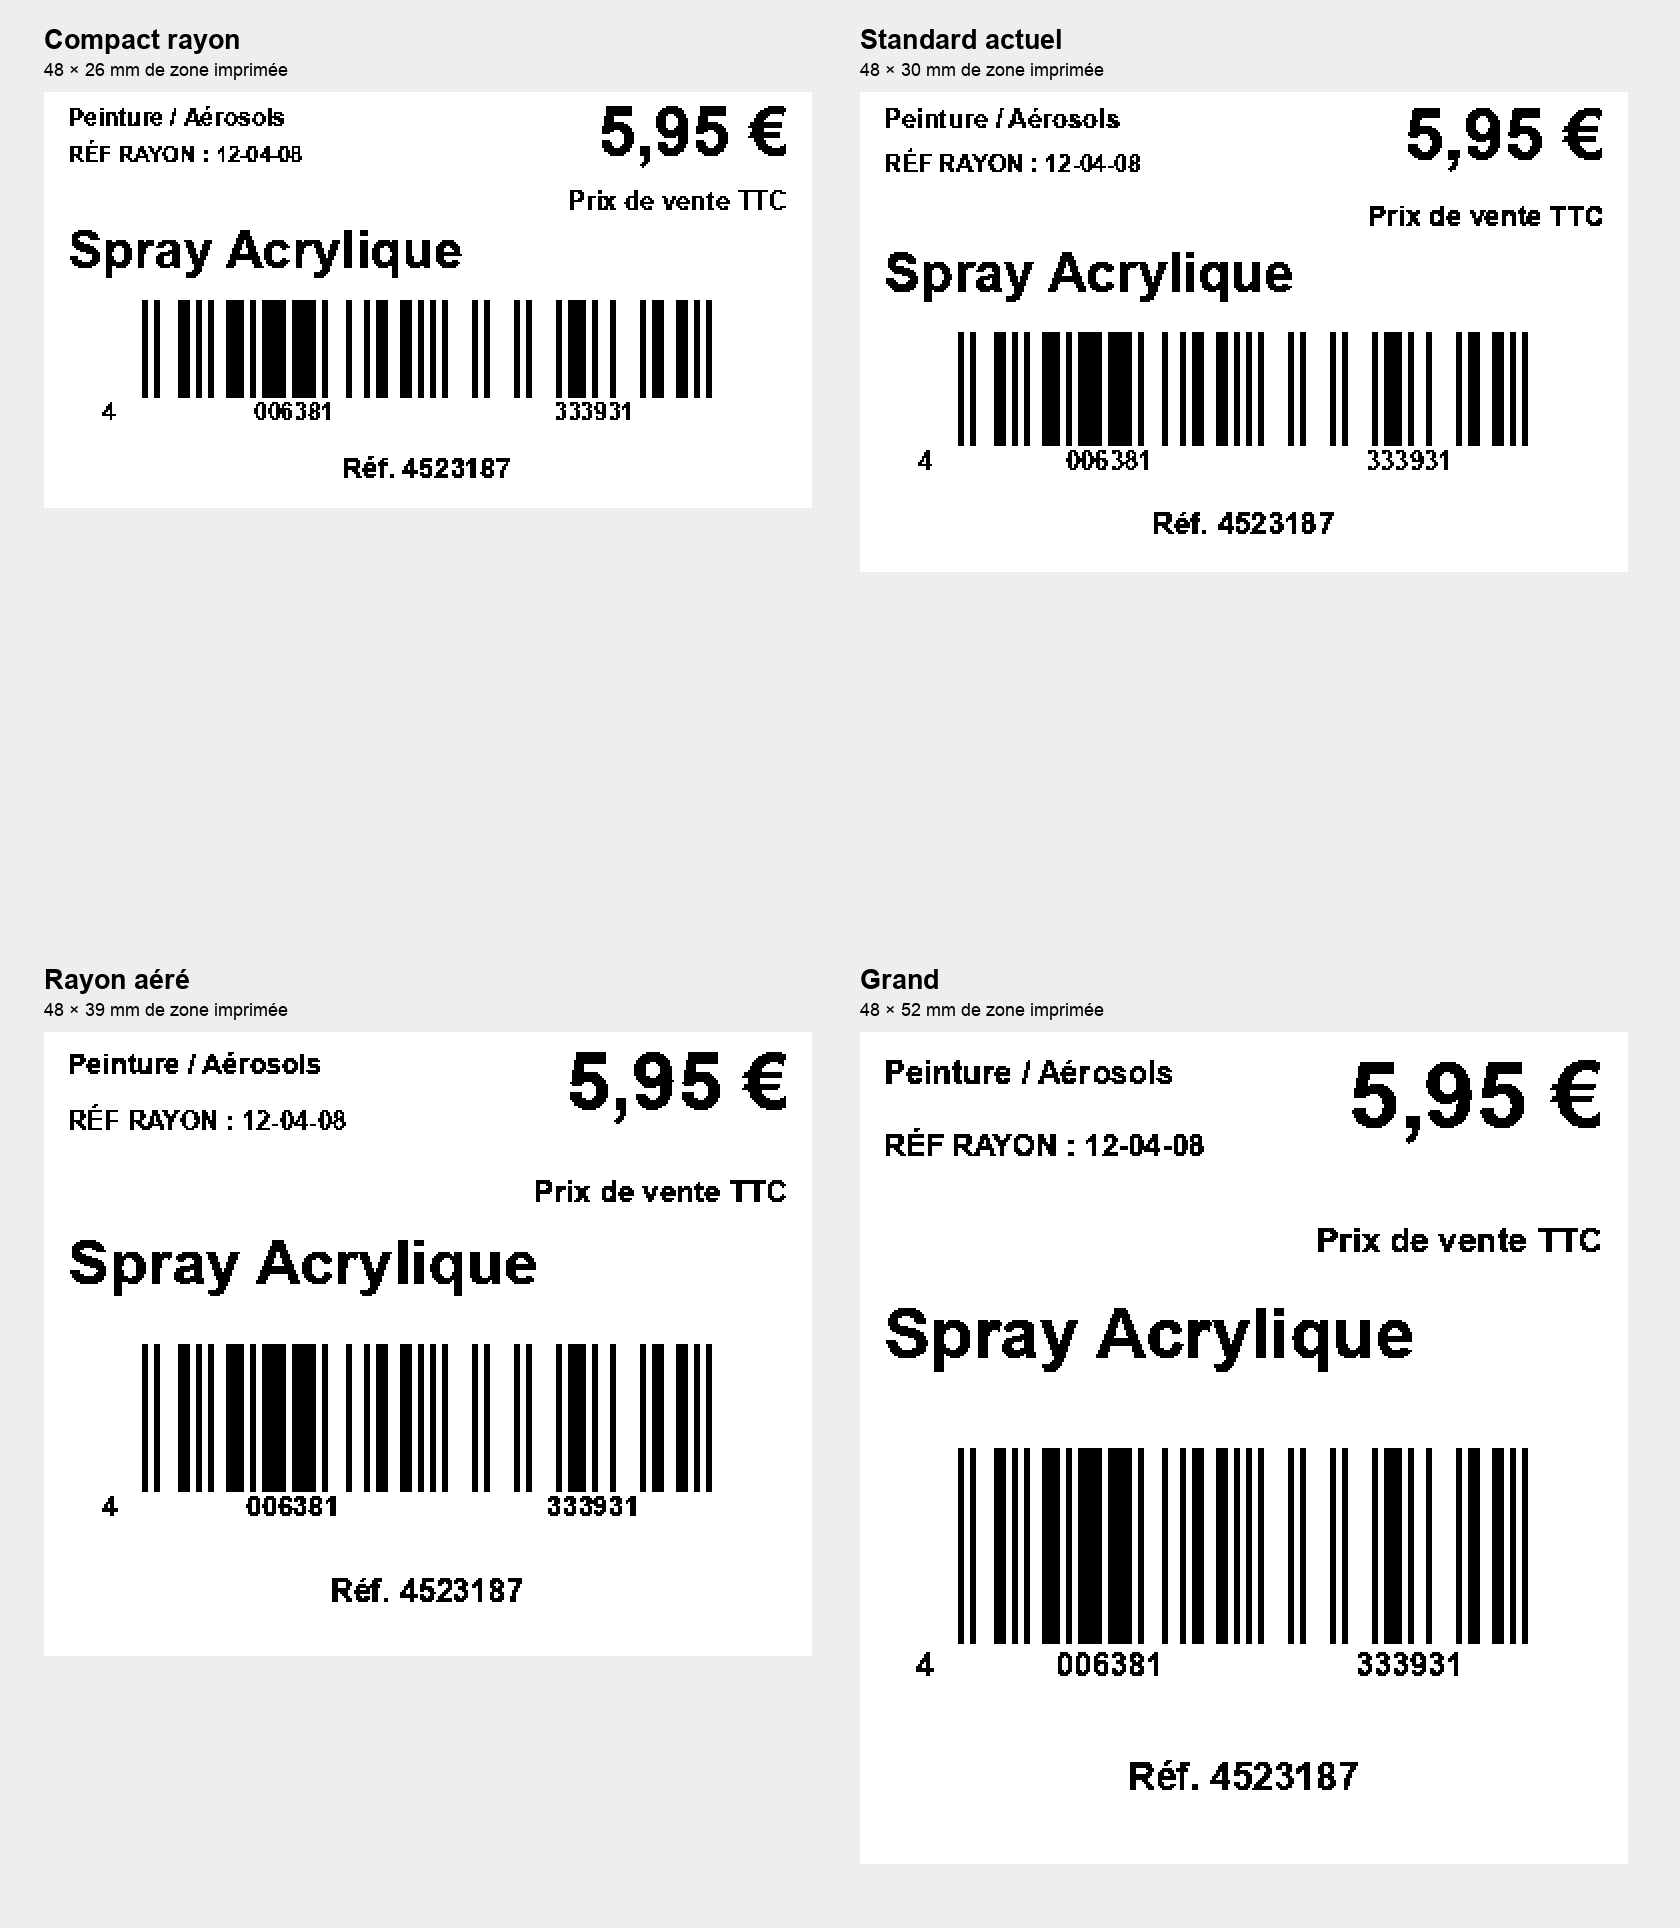 Compact rayon
48 × 26 mm de zone imprimée
Peinture / Aérosols
RÉF RAYON : 12-04-08
5,95 €
Prix de vente TTC
Spray Acrylique
4 006381 333931
Réf. 4523187
Standard actuel
48 × 30 mm de zone imprimée
Peinture / Aérosols
RÉF RAYON : 12-04-08
5,95 €
Prix de vente TTC
Spray Acrylique
4 006381 333931
Réf. 4523187
Rayon aéré
48 × 39 mm de zone imprimée
Peinture / Aérosols
RÉF RAYON : 12-04-08
5,95 €
Prix de vente TTC
Spray Acrylique
4 006381 333931
Réf. 4523187
Grand
48 × 52 mm de zone imprimée
Peinture / Aérosols
RÉF RAYON : 12-04-08
5,95 €
Prix de vente TTC
Spray Acrylique
4 006381 333931
Réf. 4523187